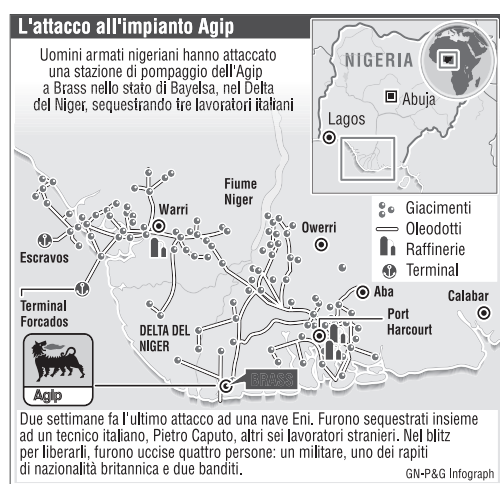 L'attacco all'impianto Agip
Uomini armati nigeriani hanno attaccato
una stazione di pompaggio dell'Agip
a Brass nello stato di Bayelsa, nel Delta
del Niger, sequestrando tre lavoratori italiani
NIGERIA
Abuja
Lagos
Giacimenti
Oleodotti
Raffinerie
Terminal
Fiume
Niger
Warri
Owerri
Escravos
Terminal
Forcados
Aba
Calabar
Port
Harcourt
DELTA DEL
NIGER
Agip
BRASS
Due settimane fa l'ultimo attacco ad una nave Eni. Furono sequestrati insieme
ad un tecnico italiano, Pietro Caputo, altri sei lavoratori stranieri. Nel blitz
per liberarli, furono uccise quattro persone: un militare, uno dei rapiti
di nazionalità britannica e due banditi.
GN-P&G Infograph